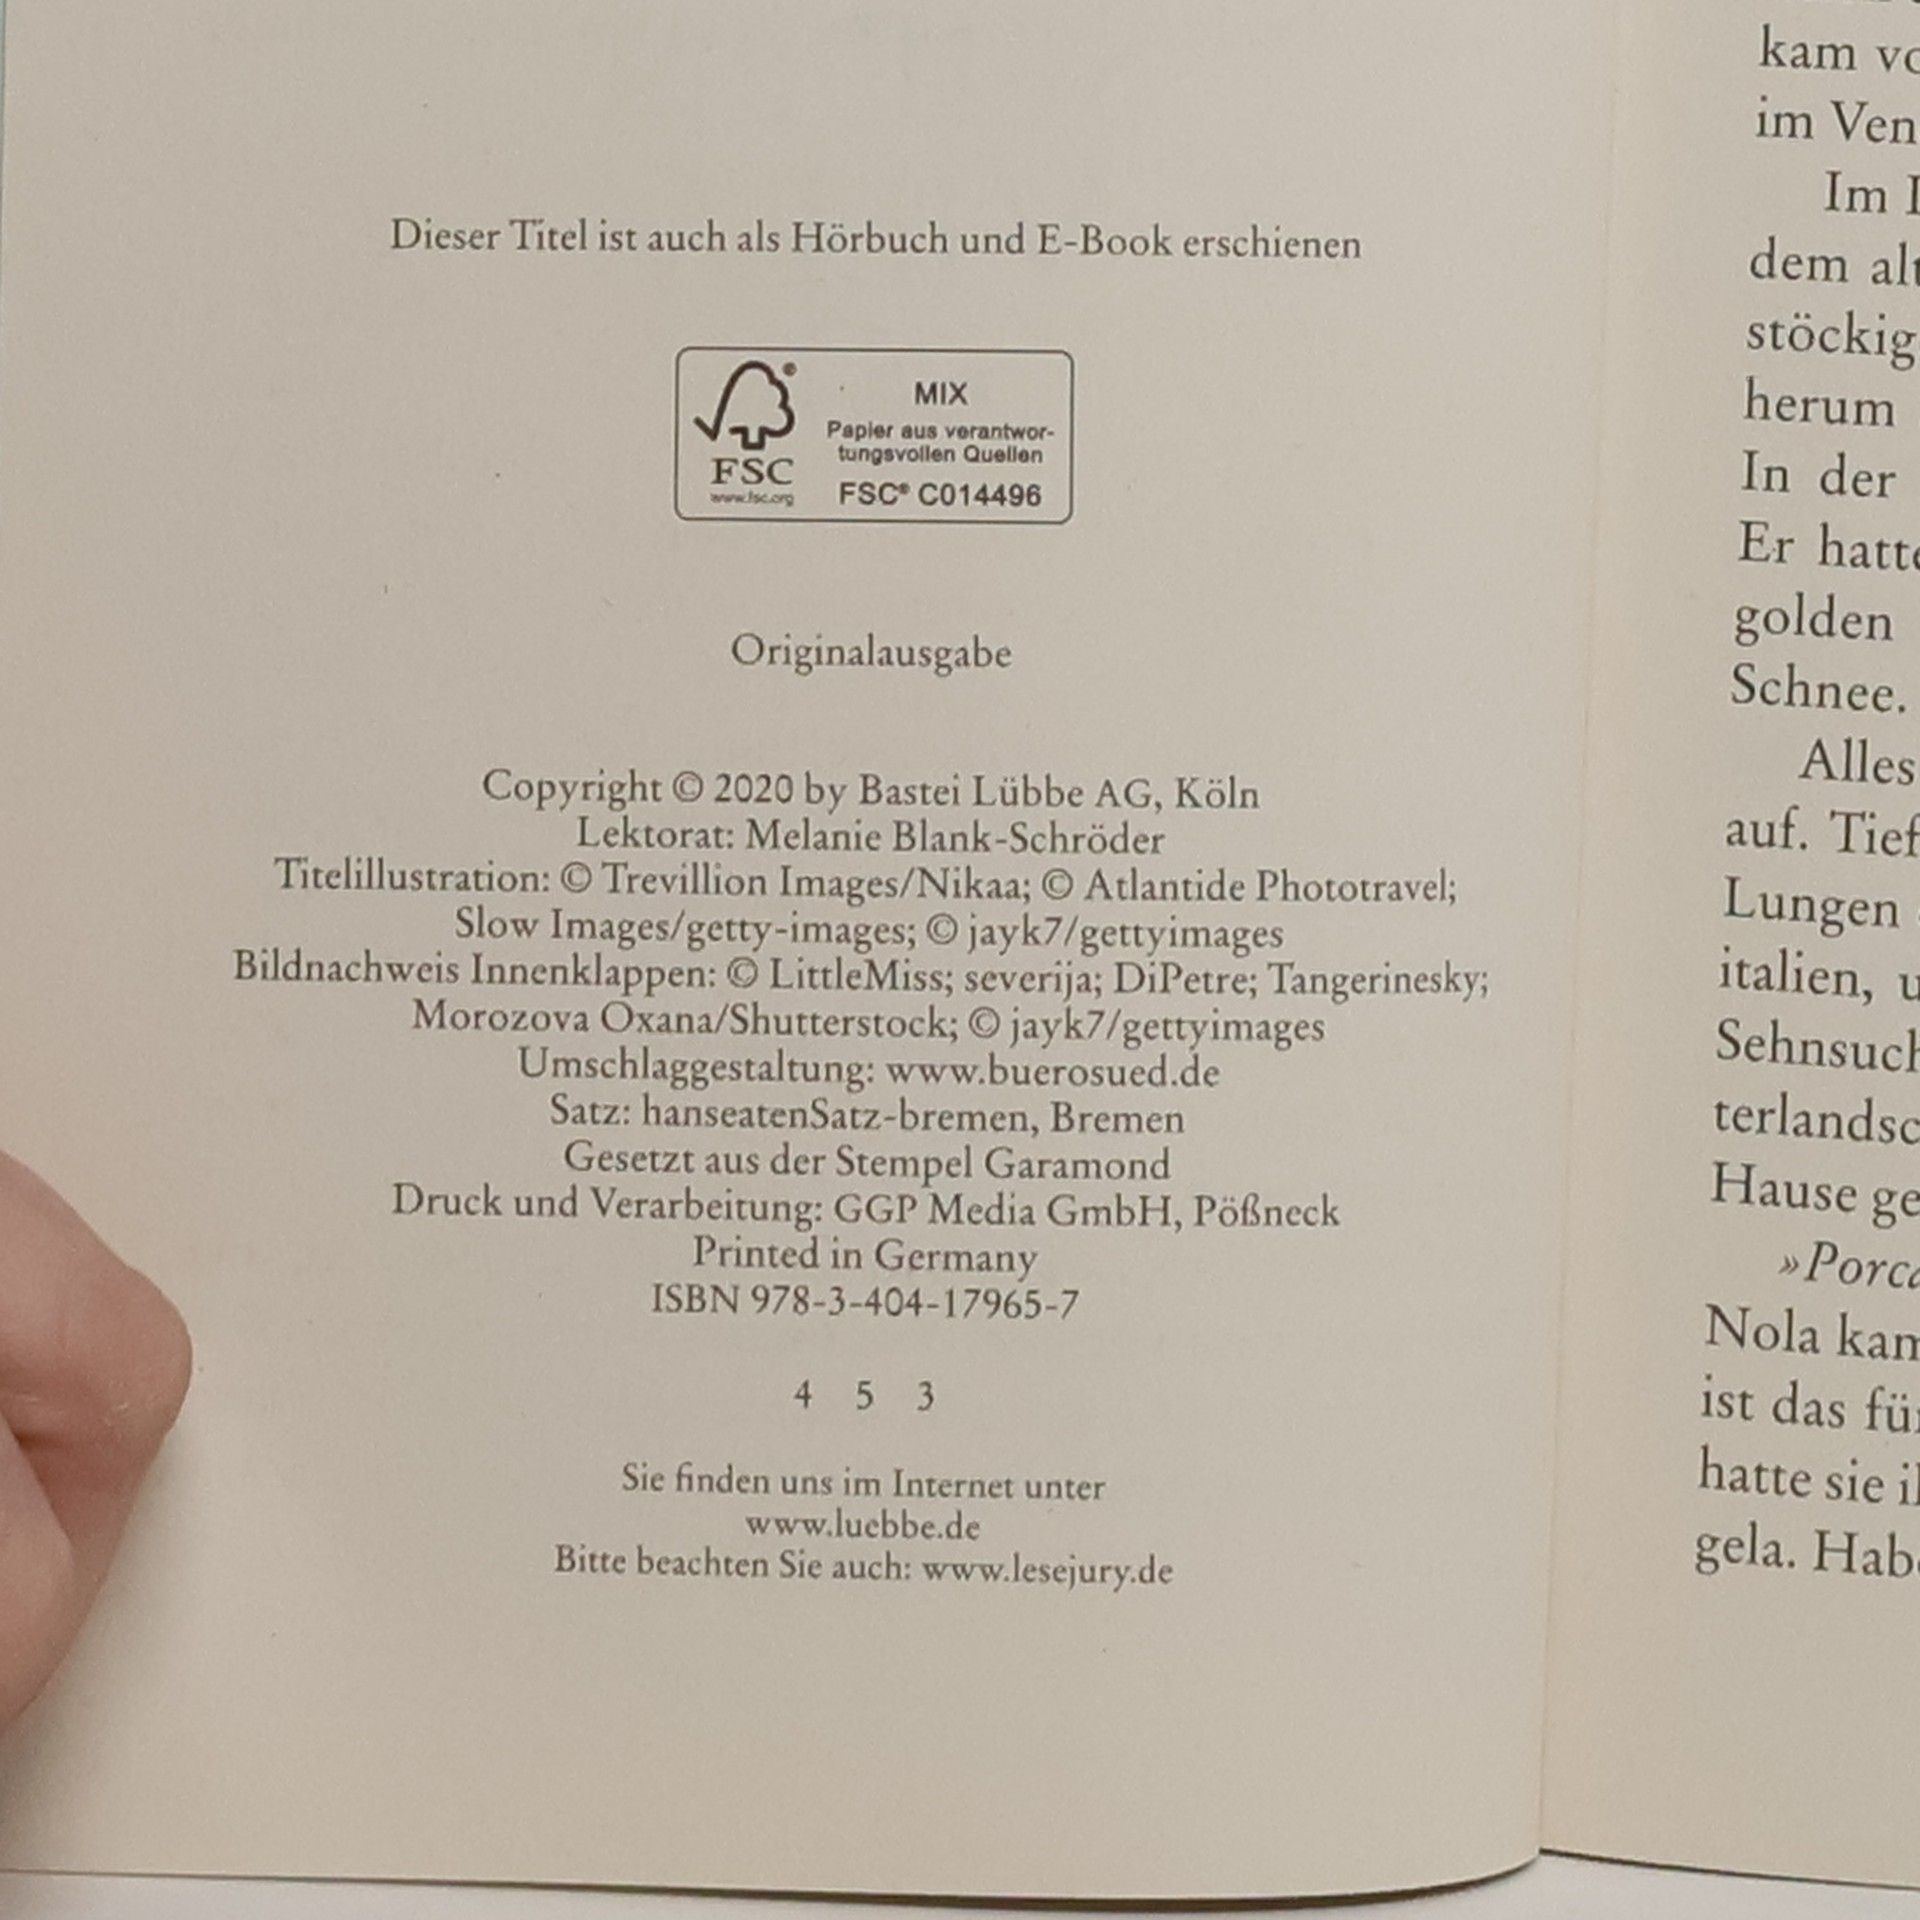 Dieser Titel ist auch als Hörbuch und E-Book erschienen
MIX
Papier aus verantwor-
tungsvollen Quellen
FSC
www.fsc.org
FSC® C014496
Originalausgabe
Copyright © 2020 by Bastei Lübbe AG, Köln
Lektorat: Melanie Blank-Schröder
Titelillustration: © Trevillion Images/Nikaa; © Atlantide Phototravel;
Slow Images/getty-images; © jayk7/gettyimages
Bildnachweis Innenklappen: © LittleMiss; severija; DiPetre; Tangerinesky;
Morozova Oxana/Shutterstock; © jayk7/gettyimages
Umschlaggestaltung: www.buerosued.de
Satz: hanseatenSatz-bremen, Bremen
Gesetzt aus der Stempel Garamond
Druck und Verarbeitung: GGP Media GmbH, Pößneck
Printed in Germany
ISBN 978-3-404-17965-7
4 5 3
Sie finden uns im Internet unter
www.luebbe.de
Bitte beachten Sie auch: www.lesejury.de
kam
im
Im
dem
herum
In der
Er
golden
Schnee.
Alles
auf.
Lungen
italien,
Hause
Nola
ist das
hatte sie
gela.